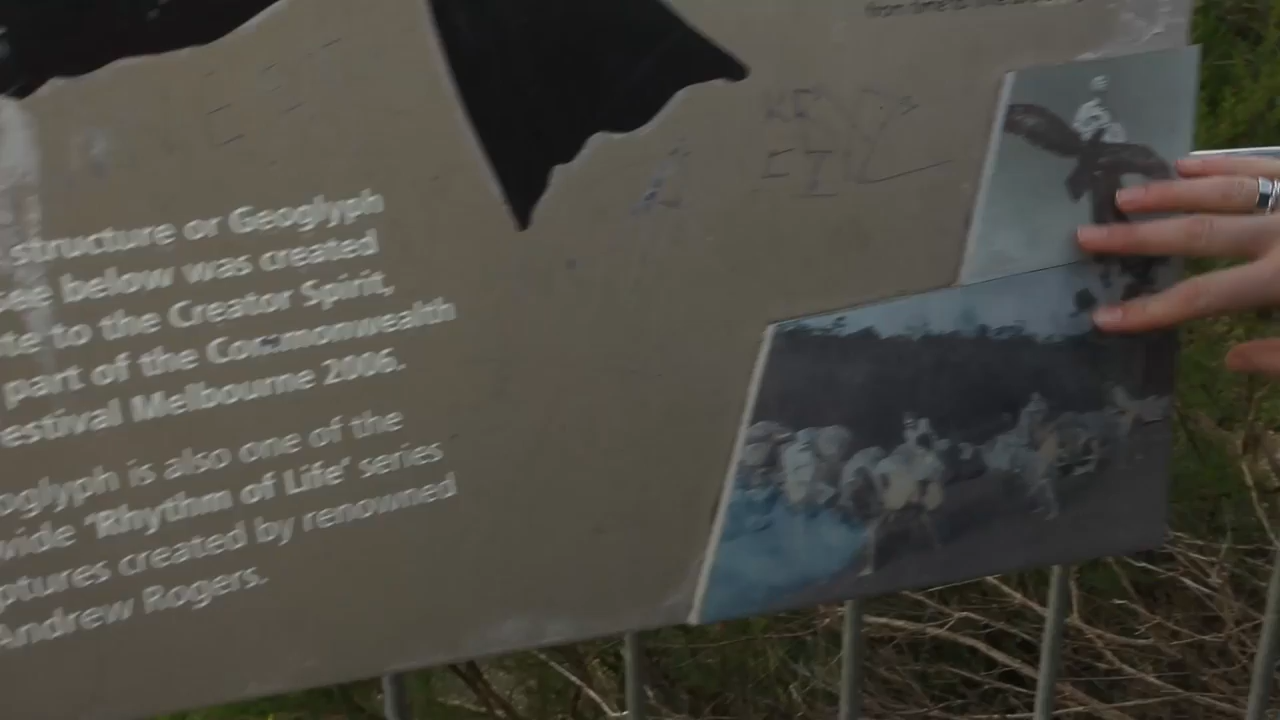 structure or Geoglyph
see below was created
te to the Creator Spirit,
part of the Commonwealth
estival Melbourne 2006.
oglyph is also one of the
wide 'Rhythm of Life' series
ptures created by renowned
Andrew Rogers.